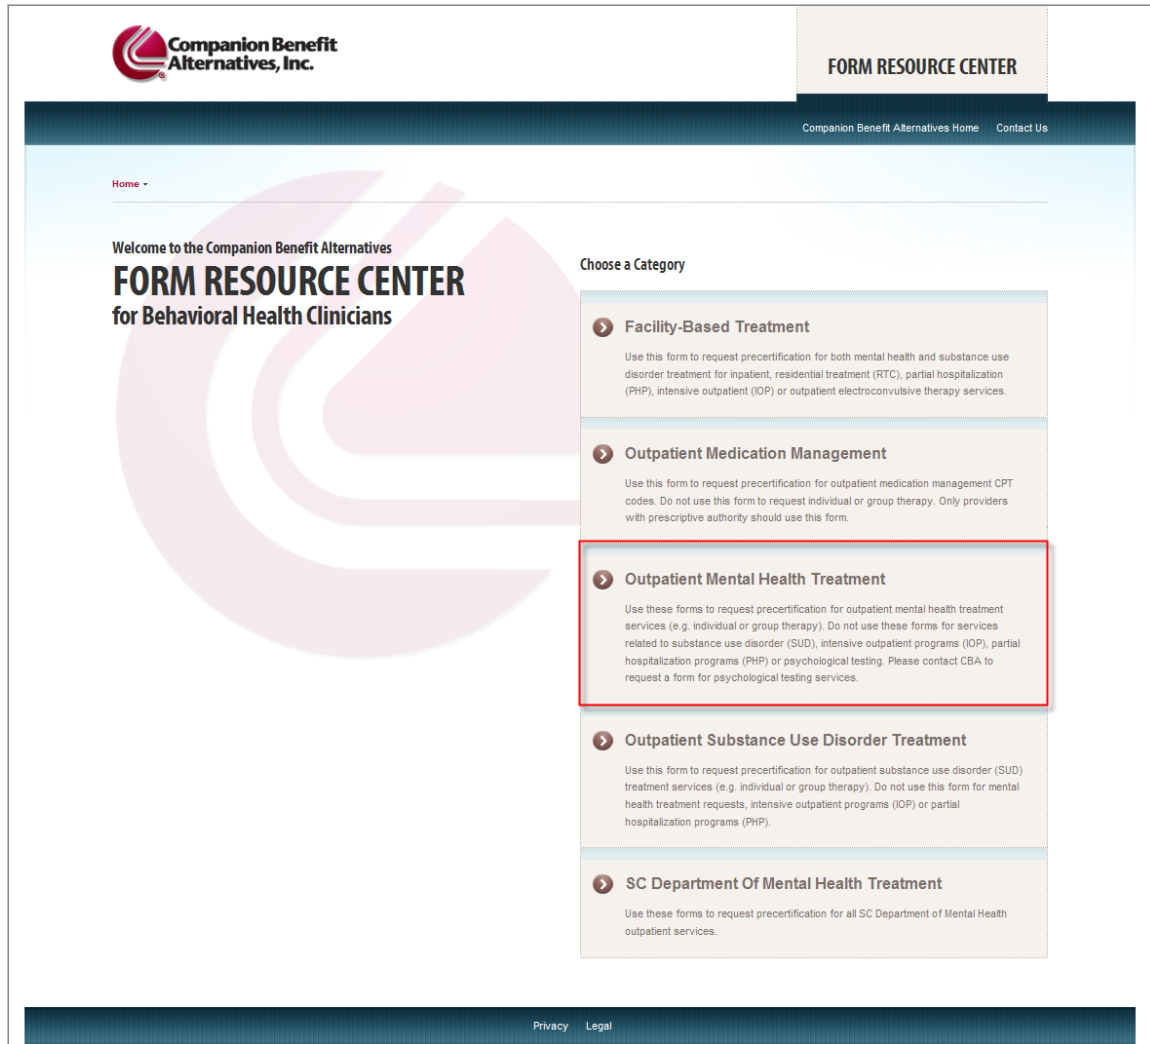 Companion Benefit
Alternatives, Inc.
FORM RESOURCE CENTER
Companion Benefit Alternatives Home Contact Us
Home
Welcome to the Companion Benefit Alternatives
FORM RESOURCE CENTER
for Behavioral Health Clinicians
Choose a Category
Facility-Based Treatment
Use this form to request precertification for both mental health and substance use
disorder treatment for inpatient, residential treatment (RTC), partial hospitalization
(PHP), intensive outpatient (IOP) or outpatient electroconvulsive therapy services.
Outpatient Medication Management
Use this form to request precertification for outpatient medication management CPT
codes. Do not use this form to request individual or group therapy. Only providers
with prescriptive authority should use this form.
Outpatient Mental Health Treatment
Use these forms to request precertification for outpatient mental health treatment
services (e.g. individual or group therapy). Do not use these forms for services
related to substance use disorder (SUD), intensive outpatient programs (IOP), partial
hospitalization programs (PHP) or psychological testing. Please contact CBA to
request a form for psychological testing services.
Outpatient Substance Use Disorder Treatment
Use this form to request precertification for outpatient substance use disorder (SUD)
treatment services (e.g. individual or group therapy). Do not use this form for mental
health treatment requests, intensive outpatient programs (IOP) or partial
hospitalization programs (PHP).
SC Department Of Mental Health Treatment
Use these forms to request precertification for all SC Department of Mental Health
outpatient services.
Privacy Legal